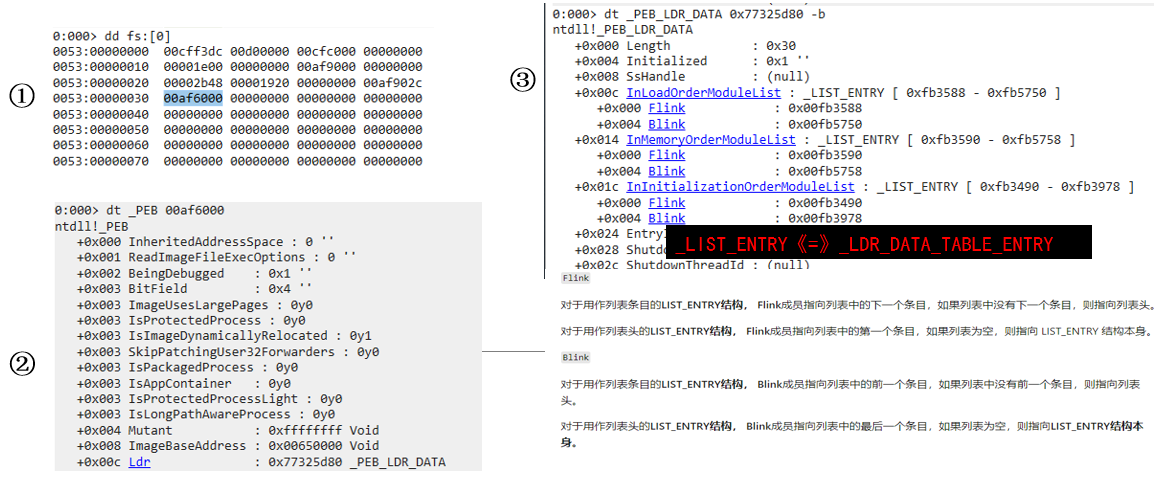 ①
0:000> dd fs:[0]
0053:00000000 00cff3dc 00d00000 00cfc000 00000000
0053:00000010 00001e00 00000000 00af9000 00000000
0053:00000020 00002b48 00001920 00000000 00af902c
0053:00000030 00af6000 00000000 00000000 00000000
0053:00000040 00000000 00000000 00000000 00000000
0053:00000050 00000000 00000000 00000000 00000000
0053:00000060 00000000 00000000 00000000 00000000
0053:00000070 00000000 00000000 00000000 00000000
②
0:000> dt _PEB 00af6000
ntdll!_PEB
+0x000 InheritedAddressSpace : 0 ''
+0x001 ReadImageFileExecOptions : 0 ''
+0x002 BeingDebugged : 0x1 ''
+0x003 BitField : 0x4 ''
+0x003 ImageUsesLargePages : 0y0
+0x003 IsProtectedProcess : 0y0
+0x003 IsImageDynamicallyRelocated : 0y1
+0x003 SkipPatchingUser32Forwarders : 0y0
+0x003 IsPackagedProcess : 0y0
+0x003 IsAppContainer : 0y0
+0x003 IsProtectedProcessLight : 0y0
+0x003 IsLongPathAwareProcess : 0y0
+0x004 Mutant : 0xffffffff Void
+0x008 ImageBaseAddress : 0x00650000 Void
+0x00c Ldr : 0x77325d80 _PEB_LDR_DATA
③
0:000> dt _PEB_LDR_DATA 0x77325d80 -b
ntdll!_PEB_LDR_DATA
+0x000 Length : 0x30
+0x004 Initialized : 0x1 ''
+0x008 SsHandle : (null)
+0x00c InLoadOrderModuleList : _LIST_ENTRY [ 0xfb3588 - 0xfb5750 ]
+0x000 Flink : 0x00fb3588
+0x004 Blink : 0x00fb5750
+0x014 InMemoryOrderModuleList : _LIST_ENTRY [ 0xfb3590 - 0xfb5758 ]
+0x000 Flink : 0x00fb3590
+0x004 Blink : 0x00fb5758
+0x01c InInitializationOrderModuleList : _LIST_ENTRY [ 0xfb3490 - 0xfb3978 ]
+0x000 Flink : 0x00fb3490
+0x004 Blink : 0x00fb3978
+0x024
+0x028
_LIST_ENTRY《=》_LDR_DATA_TABLE_ENTRY
+0x02c ShutdownThreadId : (null)
Flink
对于用作列表条目的LIST_ENTRY结构， Flink成员指向列表中的下一个条目，如果列表中没有下一个条目，则指向列表头。
对于用作列表头的LIST_ENTRY结构， Flink成员指向列表中的第一个条目，如果列表为空，则指向 LIST_ENTRY 结构本身。
Blink
对于用作列表条目的LIST_ENTRY结构， Blink成员指向列表中的前一个条目，如果列表中没有前一个条目，则指向列表
头。
对于用作列表头的LIST_ENTRY结构， Blink成员指向列表中的最后一个条目，如果列表为空，则指向LIST_ENTRY结构本
身。